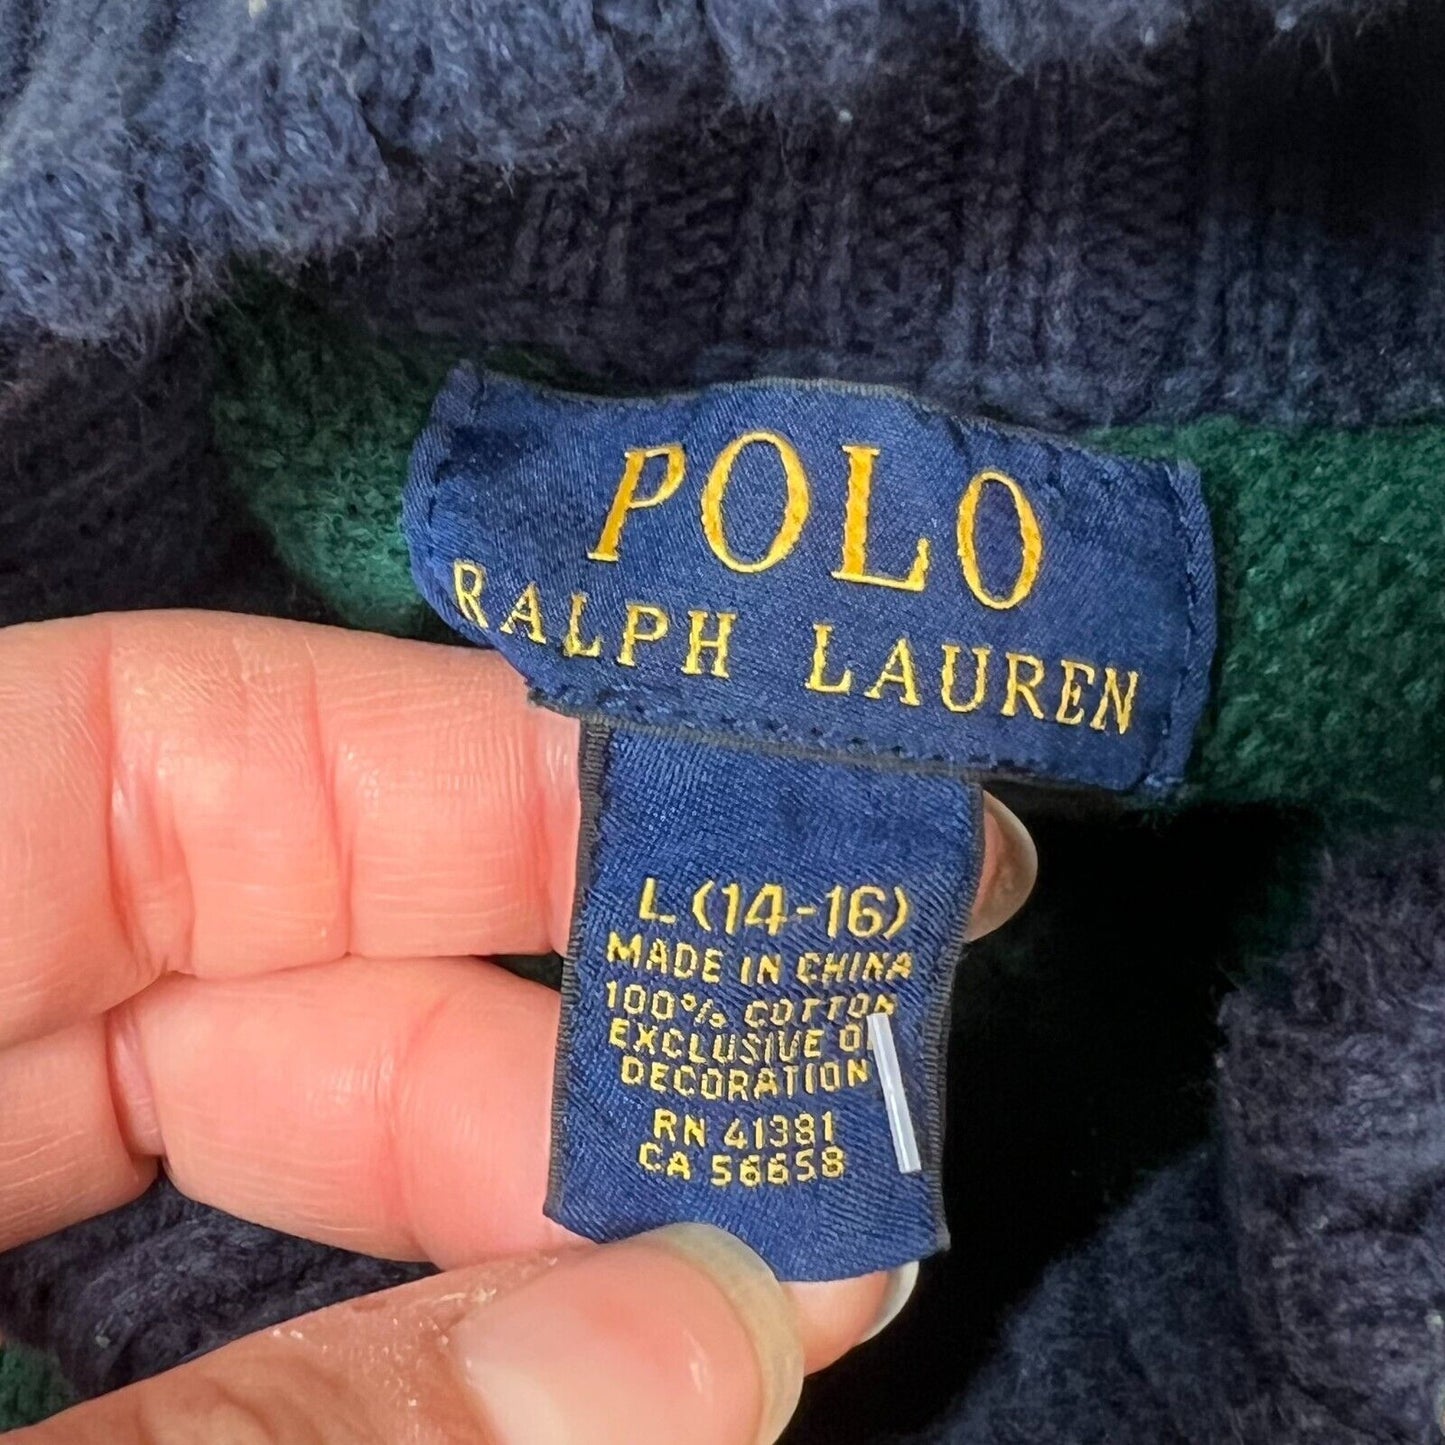 POLO
RALPH LAUREN
L (14-16)
MADE IN CHINA
100% COTTON
EXCLUSIVE OF
DECORATION
RN 41381
CA 56658